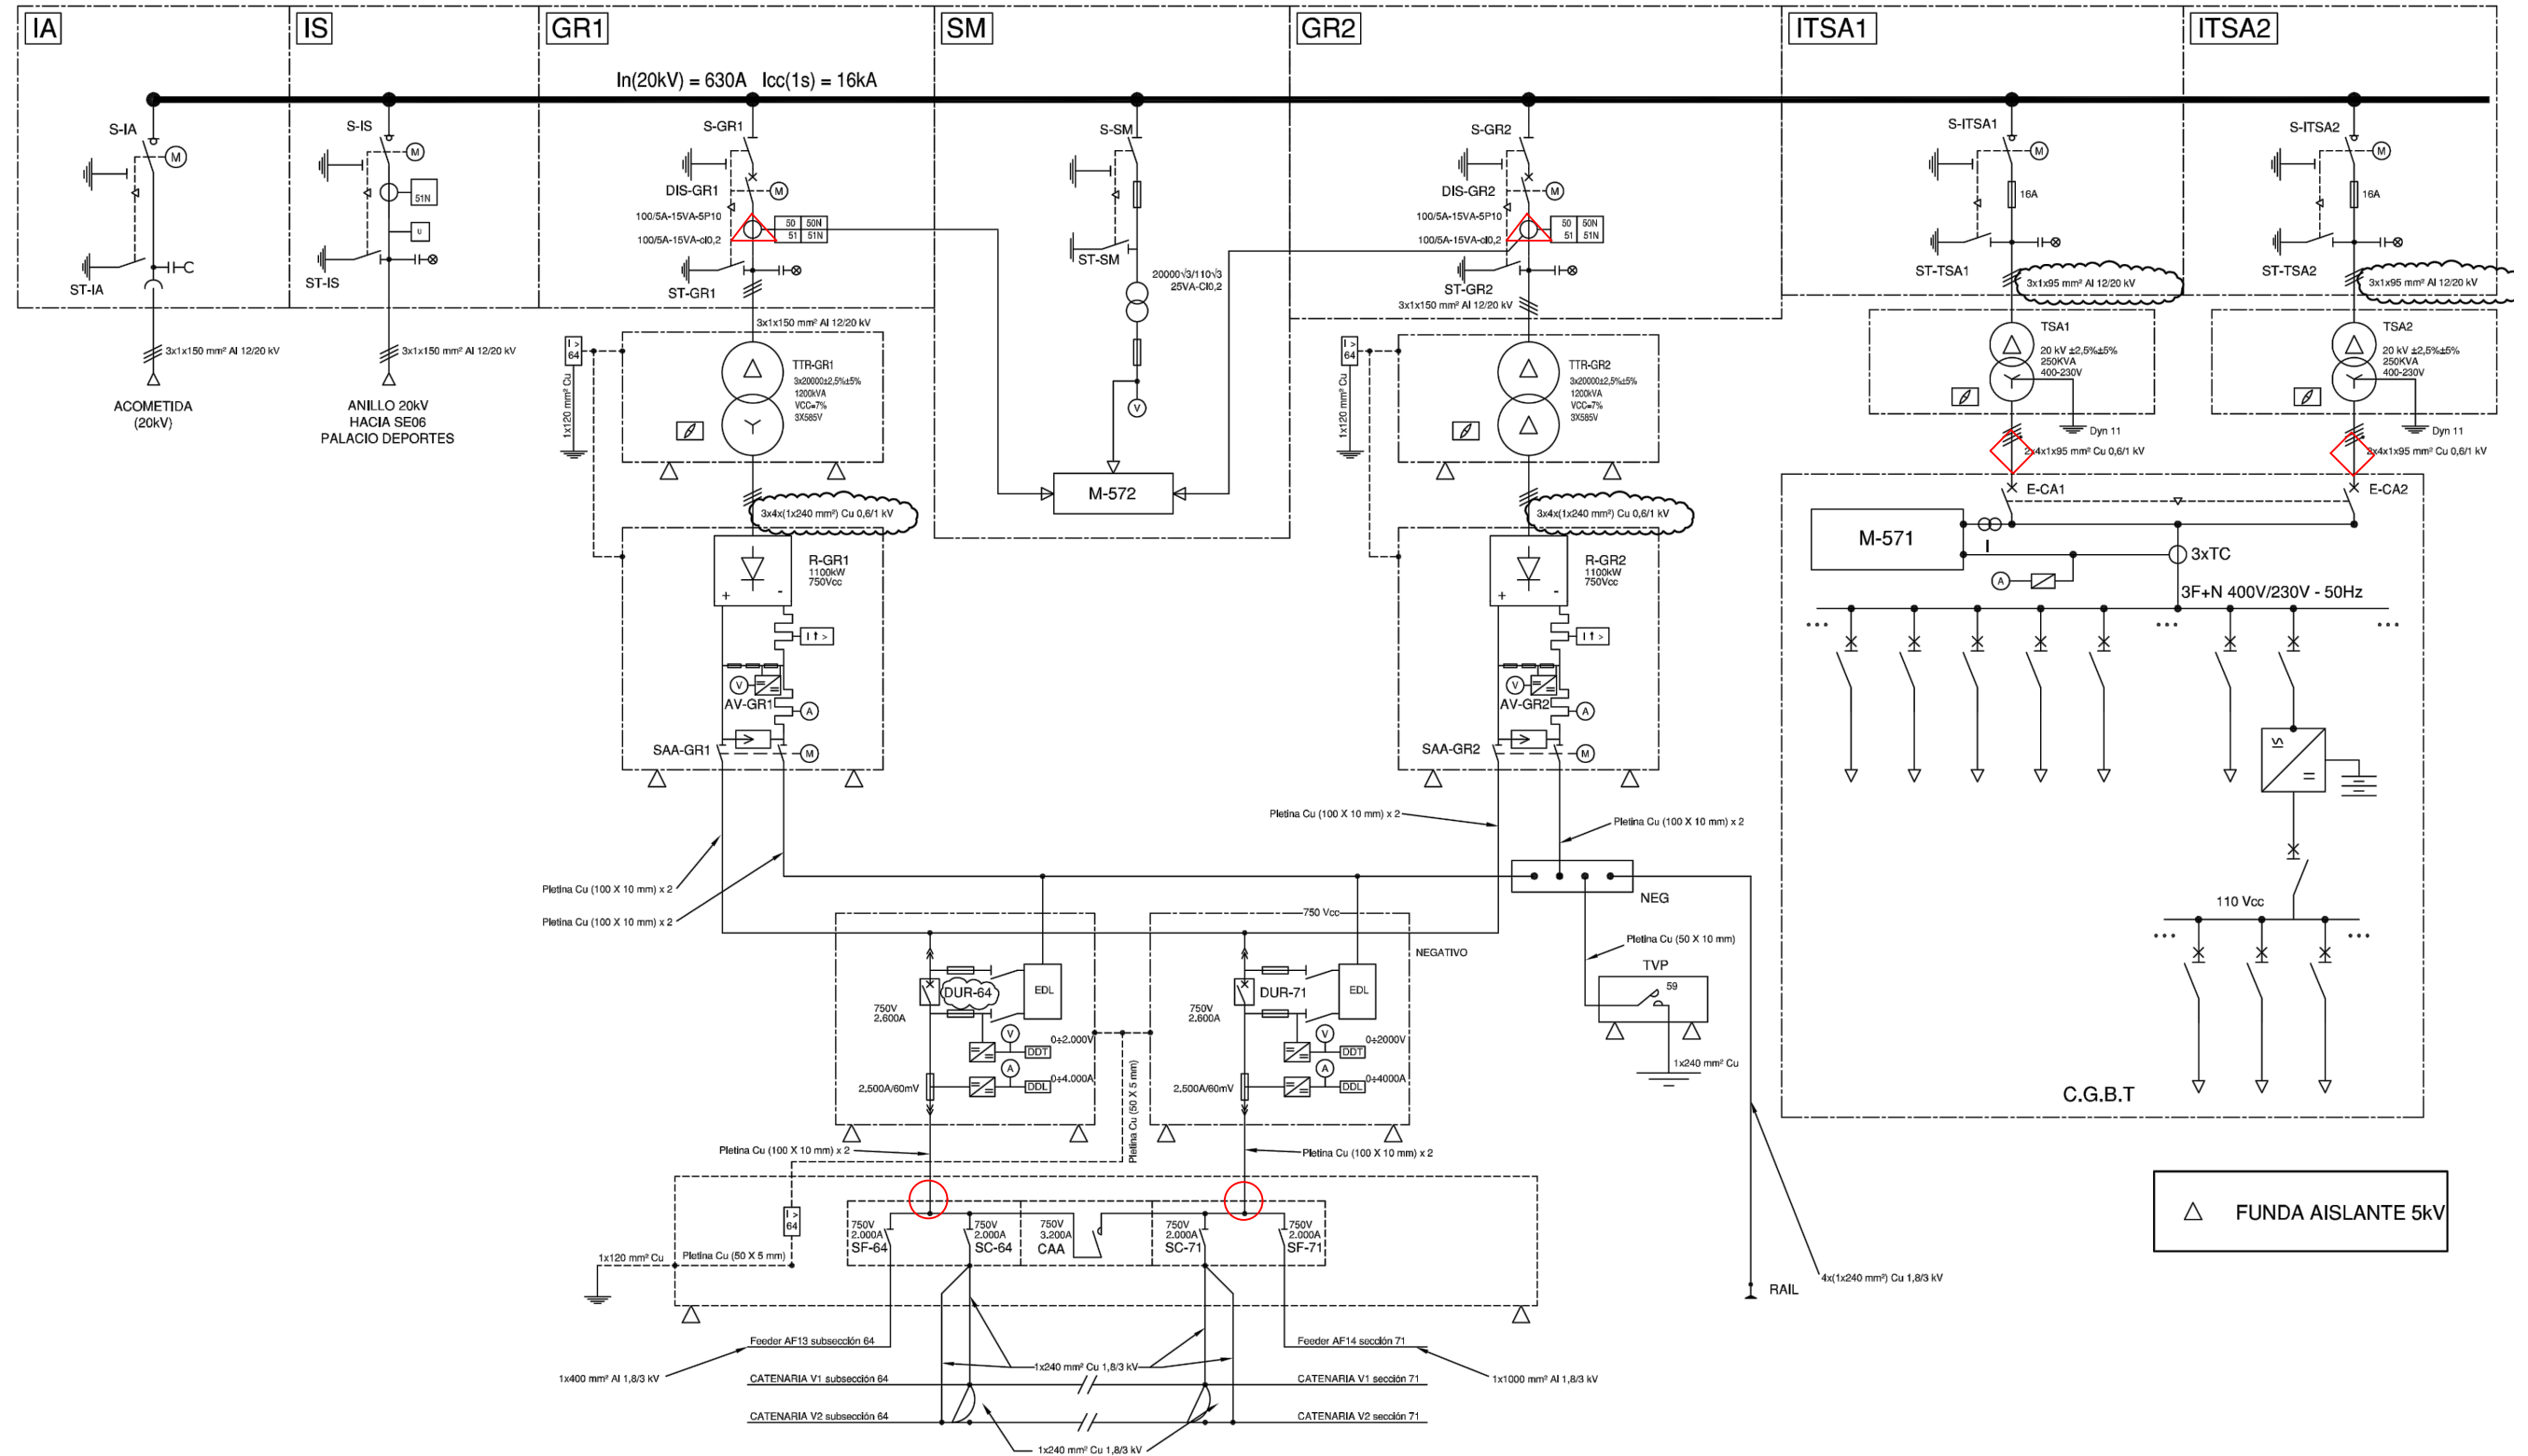 IA
IS
GR1
SM
GR2
ITSA1
ITSA2
In(20kV) = 630A Icc(1s) = 16kA
S-IA
M
ST-IA
3x1x150 mm² Al 12/20 kV
ACOMETIDA
(20kV)
S-IS
M
51N
U
ST-IS
3x1x150 mm² Al 12/20 kV
ANILLO 20kV
HACIA SE06
PALACIO DEPORTES
S-GR1
DIS-GR1
M
100/5A-15VA-5P10
100/5A-15VA-cl0,2
50 50N
51 51N
ST-GR1
3x1x150 mm² Al 12/20 kV
I >
64
1x120 mm² Cu
TTR-GR1
3x20000±2,5%±5%
1200kVA
VCC=7%
3X585V
3x4x(1x240 mm²) Cu 0,6/1 kV
R-GR1
1100kW
750Vcc
+ -
I↑>
V
AV-GR1
A
SAA-GR1
M
S-SM
ST-SM
20000√3/110√3
25VA-Cl0,2
V
M-572
S-GR2
DIS-GR2
M
100/5A-15VA-5P10
100/5A-15VA-cl0,2
50 50N
51 51N
ST-GR2
3x1x150 mm² Al 12/20 kV
I >
64
1x120 mm² Cu
TTR-GR2
3x20000±2,5%±5%
1200kVA
VCC=7%
3X585V
3x4x(1x240 mm²) Cu 0,6/1 kV
R-GR2
1100kW
750Vcc
+ -
I↑>
V
AV-GR2
A
SAA-GR2
M
S-ITSA1
M
16A
ST-TSA1
3x1x95 mm² Al 12/20 kV
TSA1
20 kV ±2,5%±5%
250KVA
400-230V
Dyn 11
2x4x1x95 mm² Cu 0,6/1 kV
S-ITSA2
M
16A
ST-TSA2
3x1x95 mm² Al 12/20 kV
TSA2
20 kV ±2,5%±5%
250KVA
400-230V
Dyn 11
2x4x1x95 mm² Cu 0,6/1 kV
E-CA1
E-CA2
M-571
I
3xTC
A
3F+N 400V/230V - 50Hz
...
...
...
110 Vcc
...
...
C.G.B.T
Pletina Cu (100 X 10 mm) x 2
Pletina Cu (100 X 10 mm) x 2
Pletina Cu (100 X 10 mm) x 2
Pletina Cu (100 X 10 mm) x 2
NEG
750 Vcc
NEGATIVO
Pletina Cu (50 X 10 mm)
TVP
59
1x240 mm² Cu
DUR-64
EDL
750V
2.600A
V
0÷2.000V
DDT
A
0÷4.000A
DDL
2.500A/60mV
DUR-71
EDL
750V
2.600A
V
0÷2000V
DDT
A
0÷4000A
DDL
2.500A/60mV
Pletina Cu (50 X 5 mm)
Pletina Cu (100 X 10 mm) x 2
Pletina Cu (100 X 10 mm) x 2
I >
64
1x120 mm² Cu
Pletina Cu (50 X 5 mm)
750V
2.000A
SF-64
750V
2.000A
SC-64
750V
3.200A
CAA
750V
2.000A
SC-71
750V
2.000A
SF-71
4x(1x240 mm²) Cu 1,8/3 kV
RAIL
△ FUNDA AISLANTE 5kV
Feeder AF13 subsección 64
Feeder AF14 sección 71
1x240 mm² Cu 1,8/3 kV
1x400 mm² Al 1,8/3 kV
1x1000 mm² Al 1,8/3 kV
CATENARIA V1 subsección 64
CATENARIA V1 sección 71
CATENARIA V2 subsección 64
CATENARIA V2 sección 71
1x240 mm² Cu 1,8/3 kV